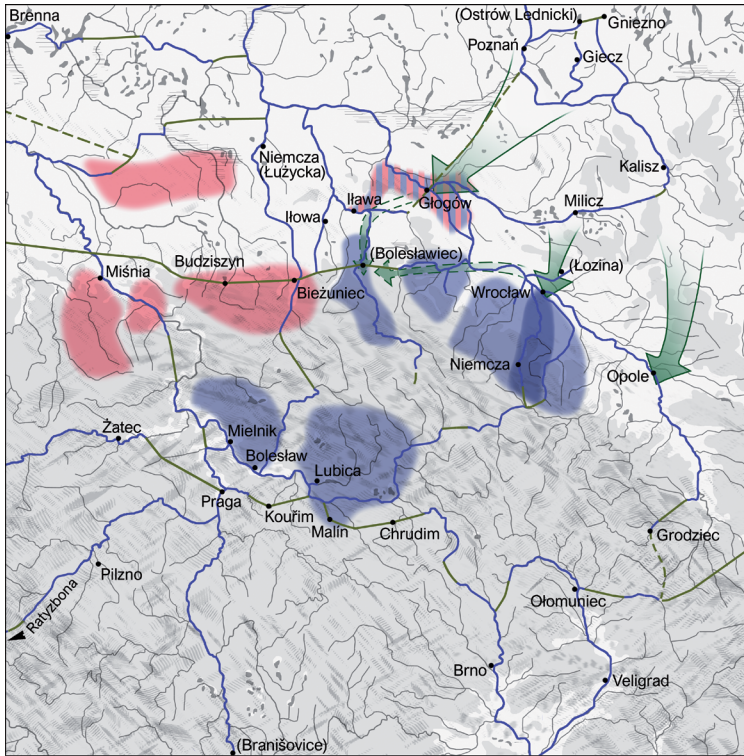 Brenna
(Ostrów Lednicki)
Gniezno
Poznań
Giecz
Niemcza
(Łużycka)
Kalisz
Iława
Głogów
Milicz
Iłowa
Budziszyn
(Bolesławiec)
(Łozina)
Miśnia
Bieżuniec
Wrocław
Niemcza
Opole
Żatec
Mielnik
Bolesław
Lubica
Praga
Kouřim
Malín
Chrudim
Grodziec
Pilzno
Ratyzbona
Ołomuniec
Brno
Veligrad
(Branišovice)